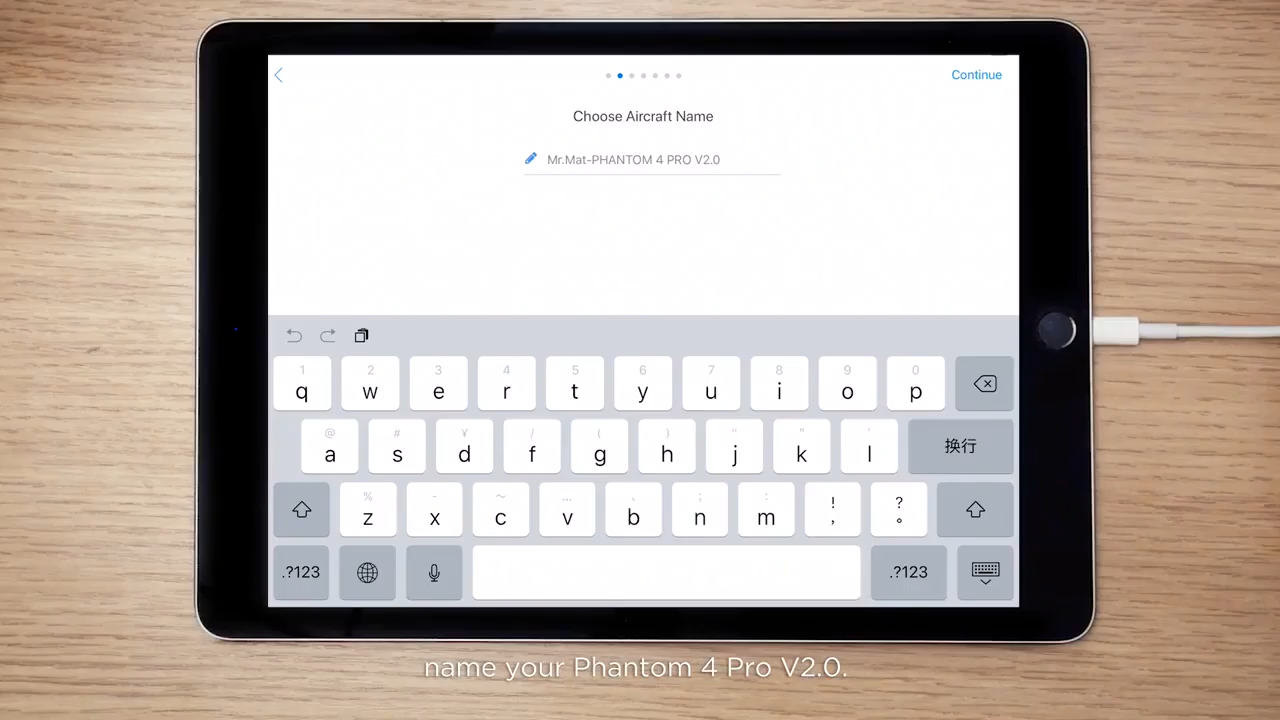 Continue
Choose Aircraft Name
Mr.Mat-PHANTOM 4 PRO V2.0
1 2 3 4 5 6 7 8 9 0
q w e r t y u i o p
@ # ¥ / ( ) " '
a s d f g h j k l 换行
% - ~ … 、 ; : ! ?
z x c v b n m , 。
.?123 .?123
name your Phantom 4 Pro V2.0.